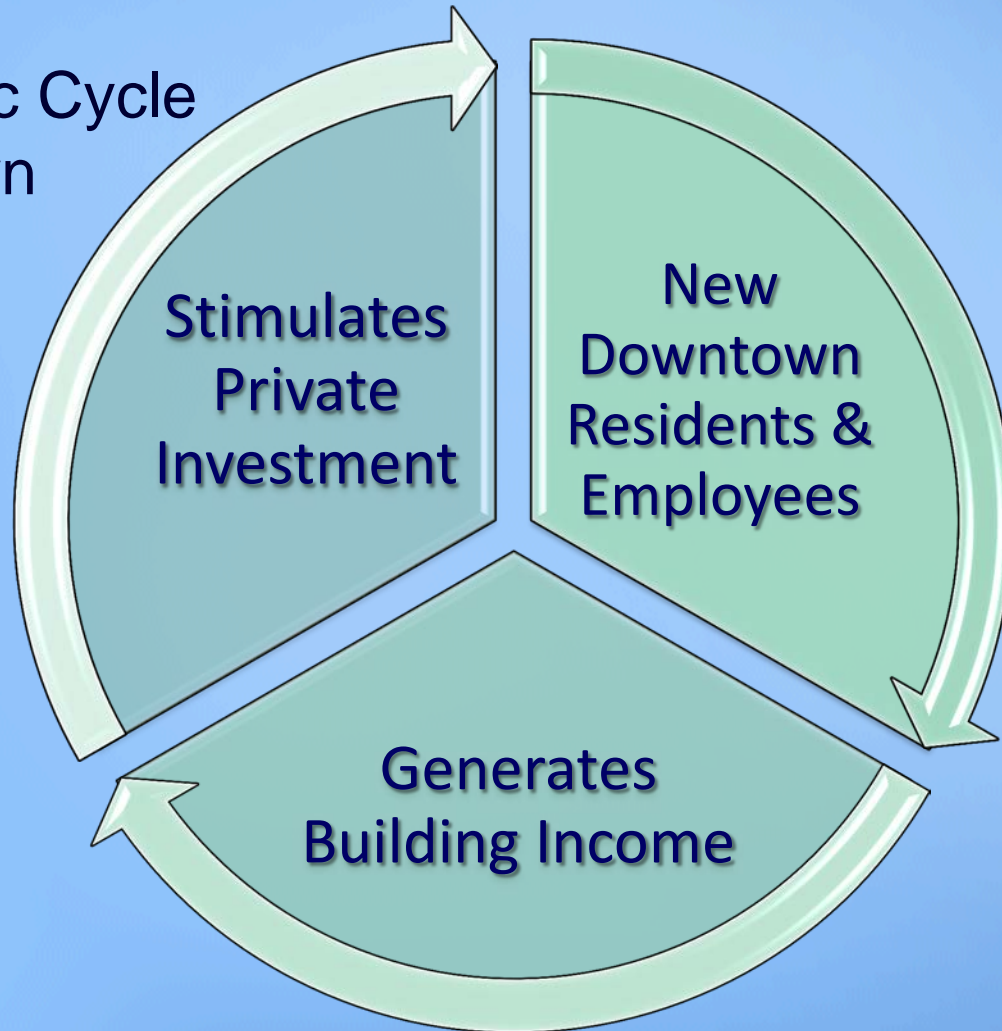 Cycle
Stimulates
Private
Investment
New
Downtown
Residents &
Employees
Generates
Building Income